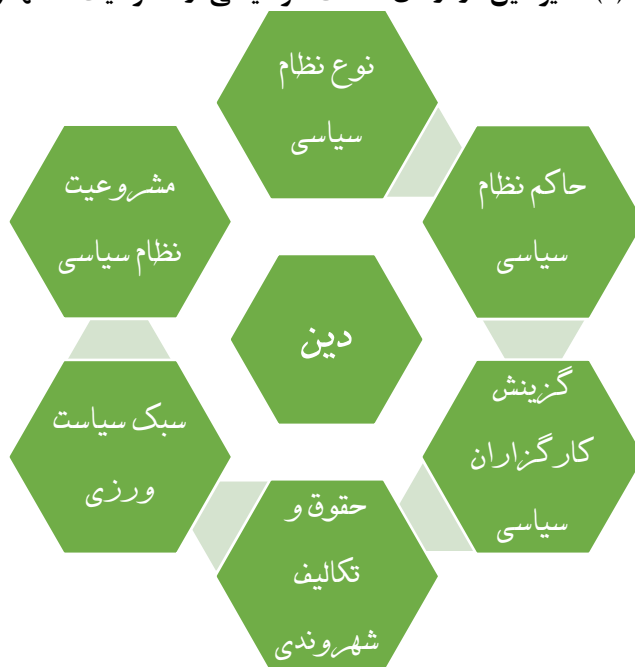 نوع نظام
سیاسی
حاکم نظام
سیاسی
گزینش
کارگزاران
سیاسی
حقوق و
تکالیف
شهروندی
سبک سیاست
ورزی
مشروعیت
نظام سیاسی
دین